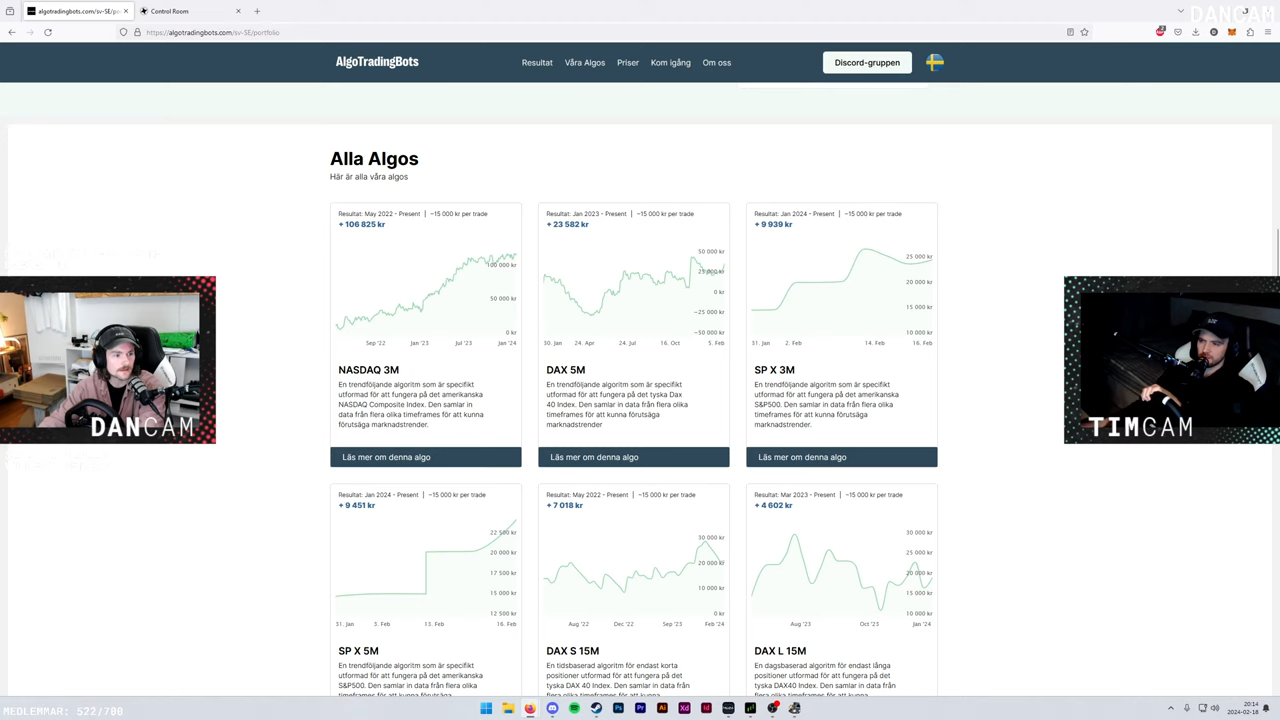 DANCAM
algotradingbots.com/sv-SE/po
Control Room
https://algotradingbots.com/sv-SE/portfolio
AlgoTradingBots
Resultat
Våra Algos
Priser
Kom igång
Om oss
Discord-gruppen
Alla Algos
Här är alla våra algos
Resultat: May 2022 - Present | ~15 000 kr per trade
+ 106 825 kr
100 000 kr
50 000 kr
0 kr
Sep '22 Jan '23 Jul '23 Jan '24
NASDAQ 3M
En trendföljande algoritm som är specifikt
utformad för att fungera på det amerikanska
NASDAQ Composite Index. Den samlar in
data från flera olika timeframes för att kunna
förutsäga marknadstrender.
Läs mer om denna algo
Resultat: Jan 2023 - Present | ~15 000 kr per trade
+ 23 582 kr
50 000 kr
25 000 kr
0 kr
−25 000 kr
−50 000 kr
30. Jan 24. Apr 24. Jul 16. Oct 5. Feb
DAX 5M
En trendföljande algoritm som är specifikt
utformad för att fungera på det tyska Dax
40 Index. Den samlar in data från flera olika
timeframes för att kunna förutsäga
marknadstrender
Läs mer om denna algo
Resultat: Jan 2024 - Present | ~15 000 kr per trade
+ 9 939 kr
25 000 kr
20 000 kr
15 000 kr
10 000 kr
31. Jan 2. Feb 14. Feb 16. Feb
SP X 3M
En trendföljande algoritm som är specifikt
utformad för att fungera på det amerikanska
S&P500. Den samlar in data från flera olika
timeframes för att kunna förutsäga
marknadstrender.
Läs mer om denna algo
DANCAM
TIMCAM
Resultat: Jan 2024 - Present | ~15 000 kr per trade
+ 9 451 kr
22 500 kr
20 000 kr
17 500 kr
15 000 kr
12 500 kr
31. Jan 3. Feb 13. Feb 16. Feb
SP X 5M
En trendföljande algoritm som är specifikt
utformad för att fungera på det amerikanska
S&P500. Den samlar in data från flera olika
timeframes för att kunna förutsäga
Resultat: May 2022 - Present | ~15 000 kr per trade
+ 7 018 kr
30 000 kr
20 000 kr
10 000 kr
0 kr
Aug '22 Dec '22 Sep '23 Feb '24
DAX S 15M
En tidsbaserad algoritm för endast korta
positioner utformad för att fungera på det
tyska DAX 40 Index. Den samlar in data från
flera olika timeframes för att kunna
Resultat: Mar 2023 - Present | ~15 000 kr per trade
+ 4 602 kr
30 000 kr
25 000 kr
20 000 kr
15 000 kr
10 000 kr
Aug '23 Oct '23 Jan '24
DAX L 15M
En dagsbaserad algoritm för endast långa
positioner utformad för att fungera på det
tyska DAX40 Index. Den samlar in data från
flera olika timeframes för att kunna
MEDLEMMAR: 522/700
20:14
2024-02-18